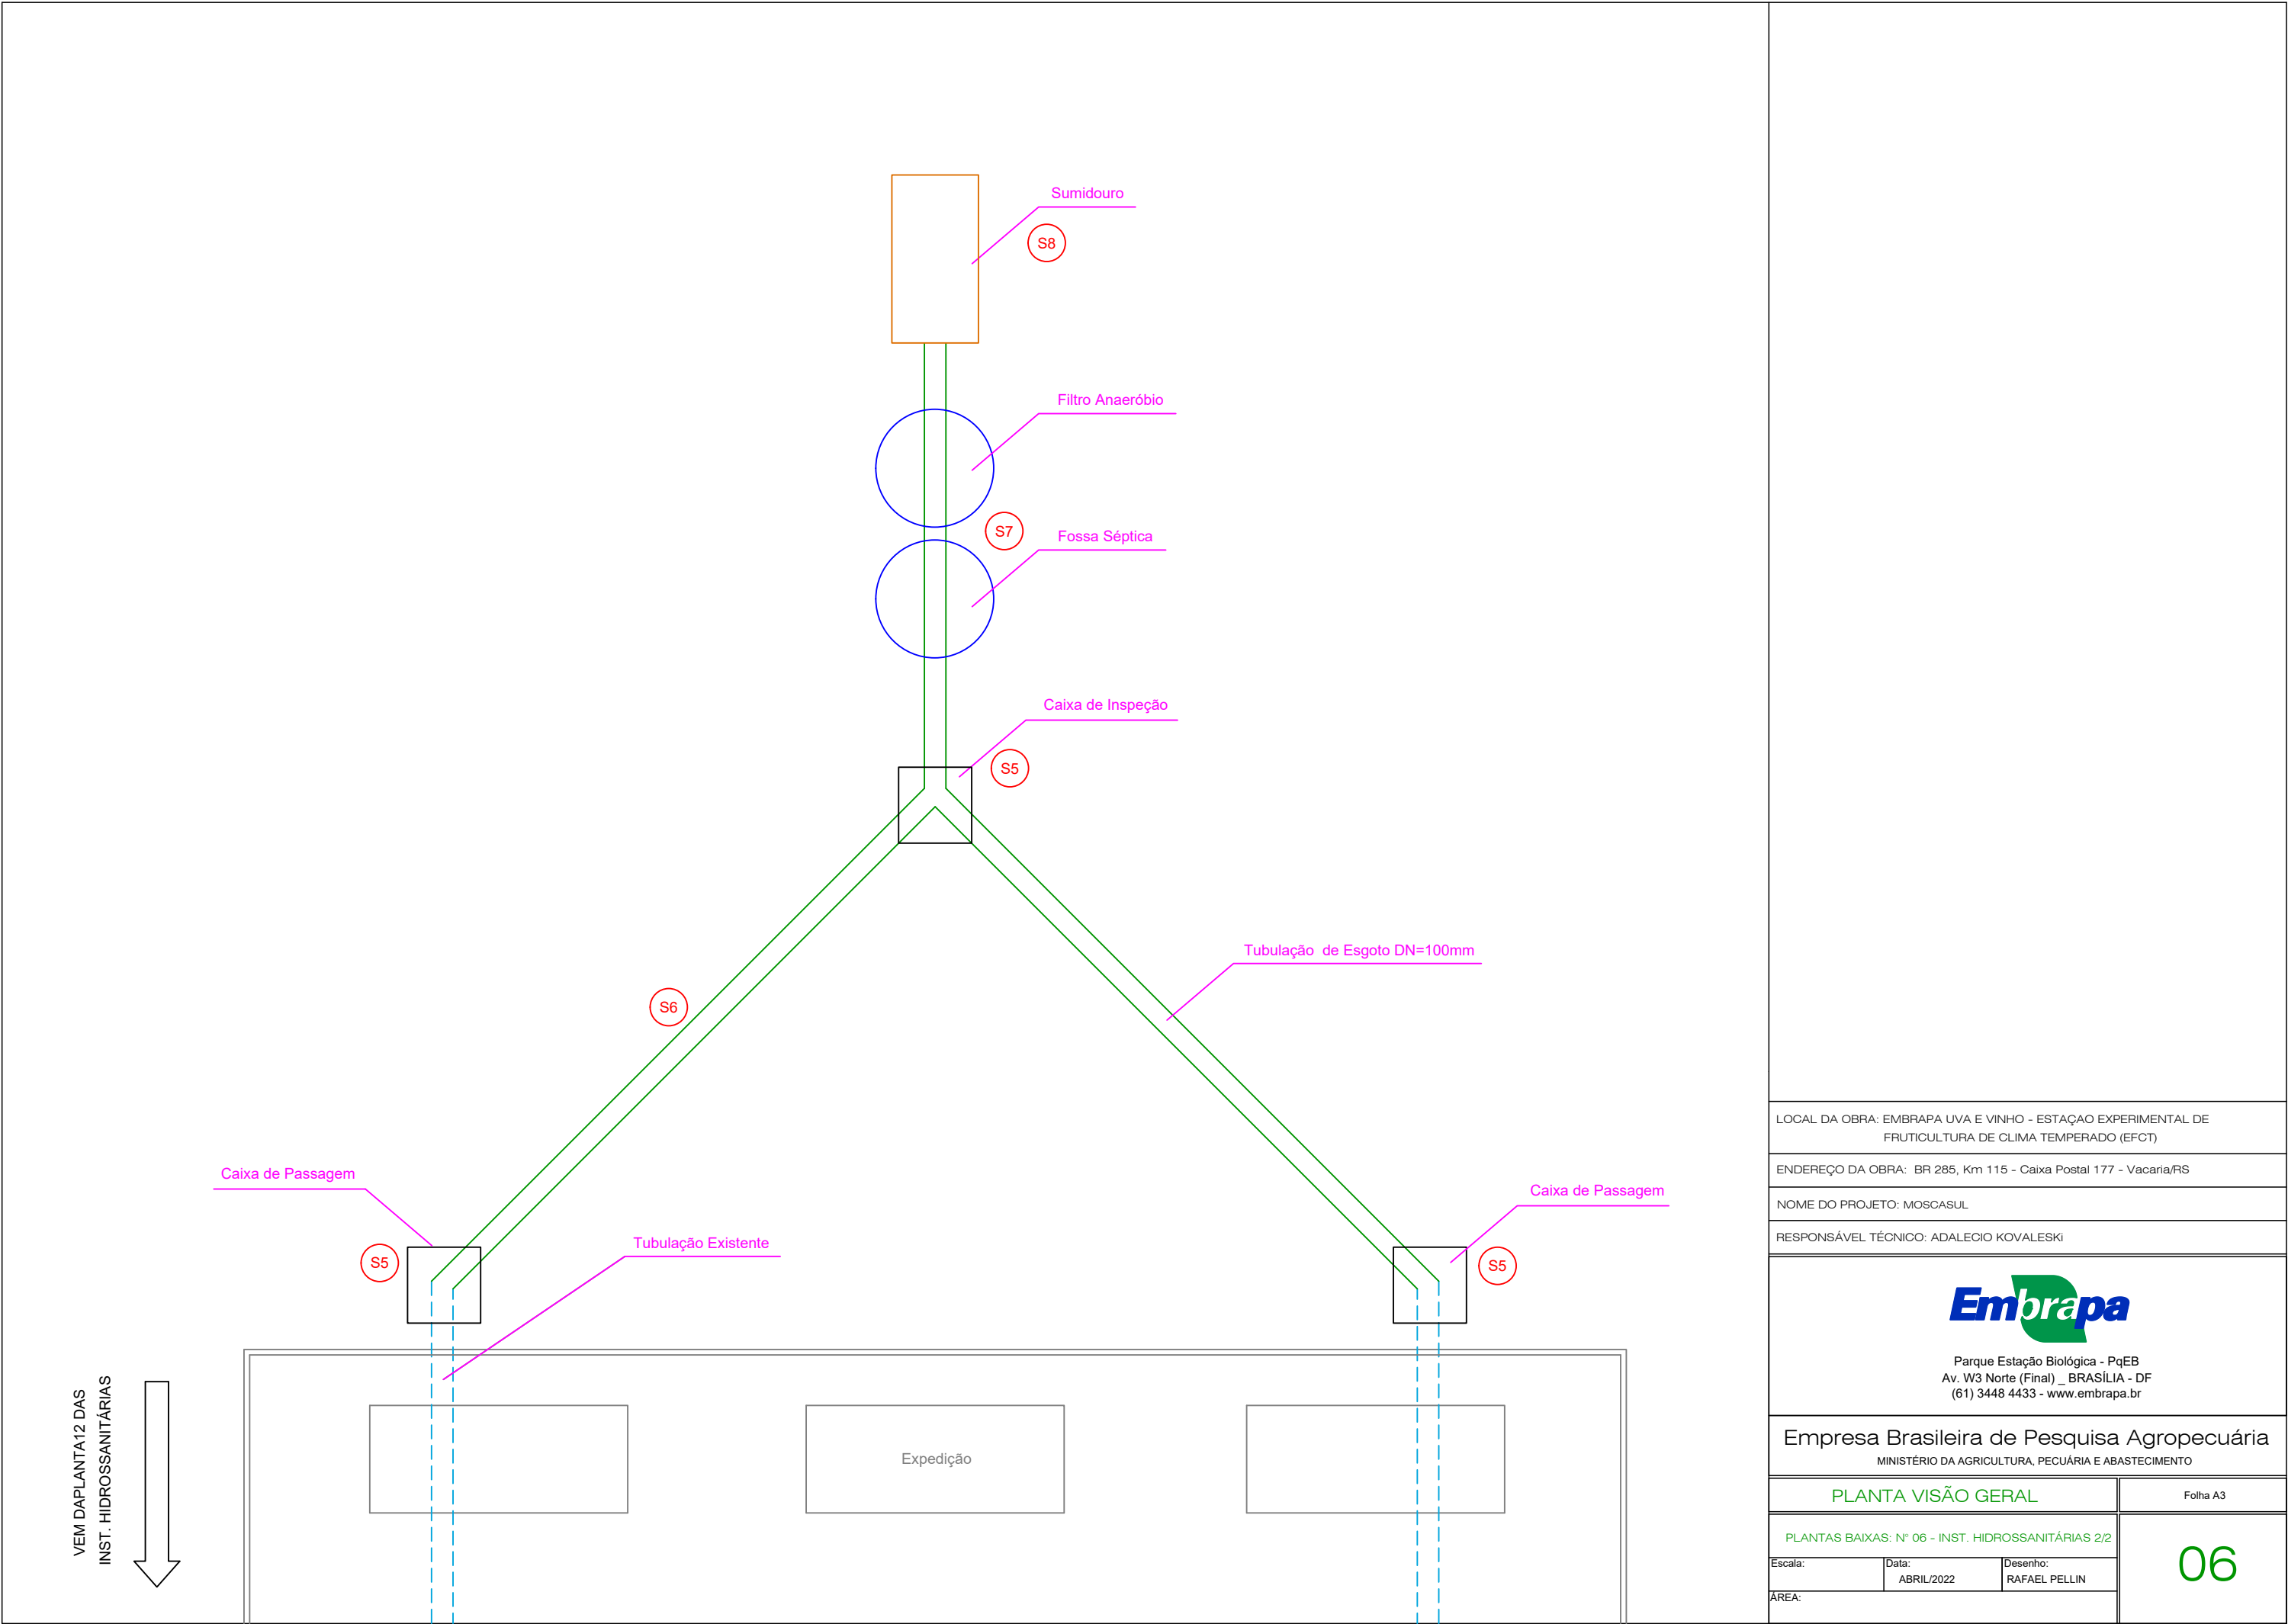 Sumidouro
S8
Filtro Anaeróbio
S7
Fossa Séptica
Caixa de Inspeção
S5
Tubulação  de Esgoto DN=100mm
S6
Caixa de Passagem
Caixa de Passagem
S5
Tubulação Existente
S5
VEM DAPLANTA12 DAS
INST. HIDROSSANITÁRIAS
Expedição
LOCAL DA OBRA: EMBRAPA UVA E VINHO - ESTAÇAO EXPERIMENTAL DE
FRUTICULTURA DE CLIMA TEMPERADO (EFCT)
ENDEREÇO DA OBRA:  BR 285, Km 115 - Caixa Postal 177 - Vacaria/RS
NOME DO PROJETO: MOSCASUL
RESPONSÁVEL TÉCNICO: ADALECIO KOVALESKi
Embrapa
Parque Estação Biológica - PqEB
Av. W3 Norte (Final) _ BRASÍLIA - DF
(61) 3448 4433 - www.embrapa.br
Empresa Brasileira de Pesquisa Agropecuária
MINISTÉRIO DA AGRICULTURA, PECUÁRIA E ABASTECIMENTO
PLANTA VISÃO GERAL
Folha A3
PLANTAS BAIXAS: N° 06 - INST. HIDROSSANITÁRIAS 2/2
06
Escala:
Data:
ABRIL/2022
Desenho:
RAFAEL PELLIN
ÁREA: